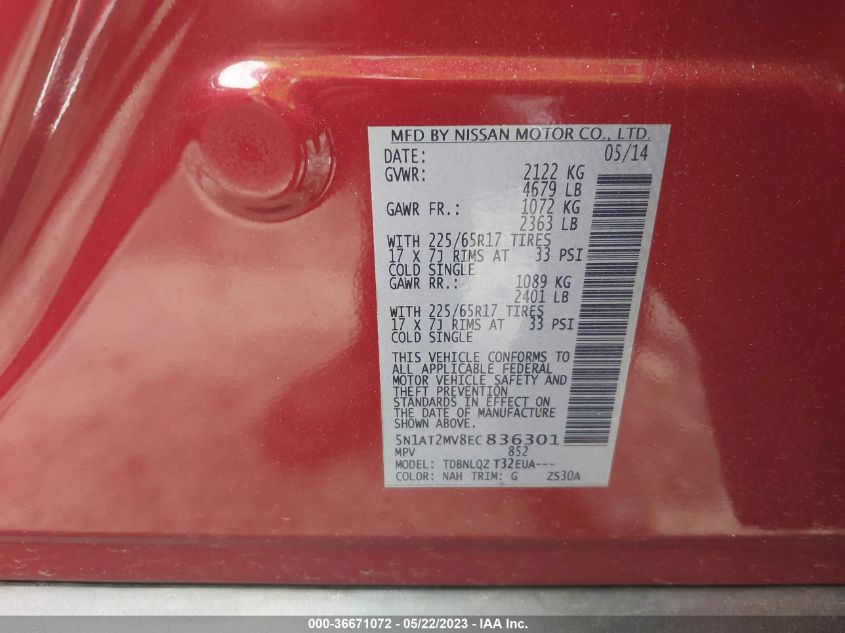 MFD BY NISSAN MOTOR CO., LTD.
DATE: 05/14
GVWR: 2122 KG
4679 LB
GAWR FR.: 1072 KG
2363 LB
WITH 225/65R17 TIRES
17 X 7J RIMS AT 33 PSI
COLD SINGLE
GAWR RR.: 1089 KG
2401 LB
WITH 225/65R17 TIRES
17 X 7J RIMS AT 33 PSI
COLD SINGLE
THIS VEHICLE CONFORMS TO
ALL APPLICABLE FEDERAL
MOTOR VEHICLE SAFETY AND
THEFT PREVENTION
STANDARDS IN EFFECT ON
THE DATE OF MANUFACTURE
SHOWN ABOVE.
5N1AT2MV8EC836301
MPV 852
MODEL: TDBNLQZ T32EUA---
COLOR: NAH TRIM: G ZS30A
000-36671072 - 05/22/2023 - IAA Inc.